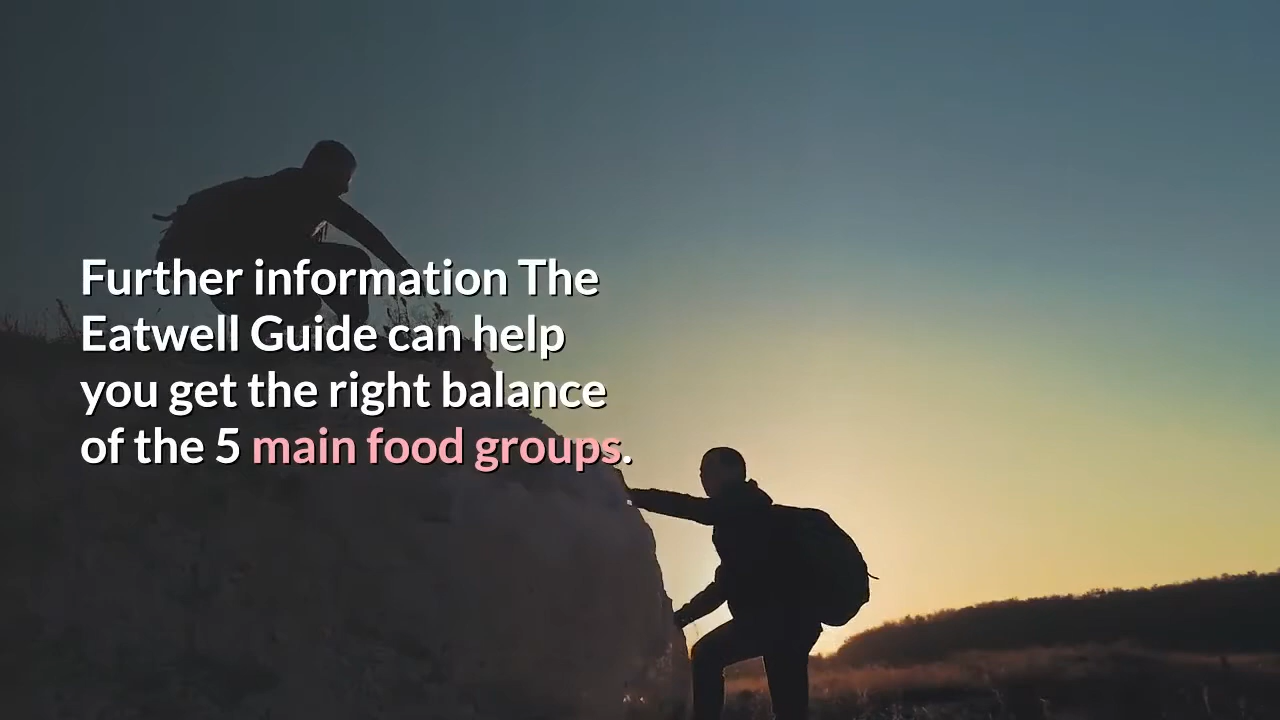 Further information The
Eatwell Guide can help
you get the right balance
of the 5 main food groups.